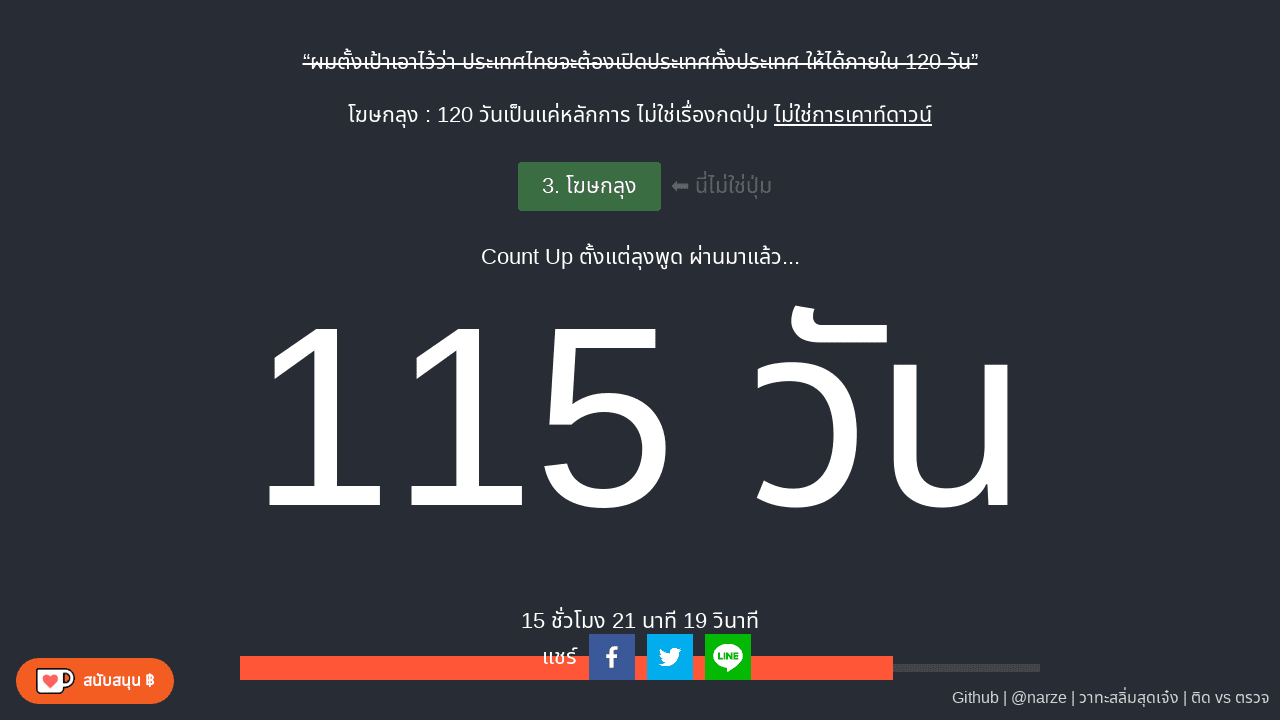 “ผมตั้งเป้าเอาไว้ว่า ประเทศไทยจะต้องเปิดประเทศทั้งประเทศ ให้ได้ภายใน 120 วัน”
โฆษกลุง : 120 วันเป็นแค่หลักการ ไม่ใช่เรื่องกดปุ่ม ไม่ใช่การเคาท์ดาวน์
3. โฆษกลุง ⬅ นี่ไม่ใช่ปุ่ม
Count Up ตั้งแต่ลุงพูด ผ่านมาแล้ว...
115 วัน
15 ชั่วโมง 21 นาที 19 วินาที
แชร์
LINE
สนับสนุน ฿
Github | @narze | วาทะสลิ่มสุดเจ๋ง | ติด vs ตรวจ